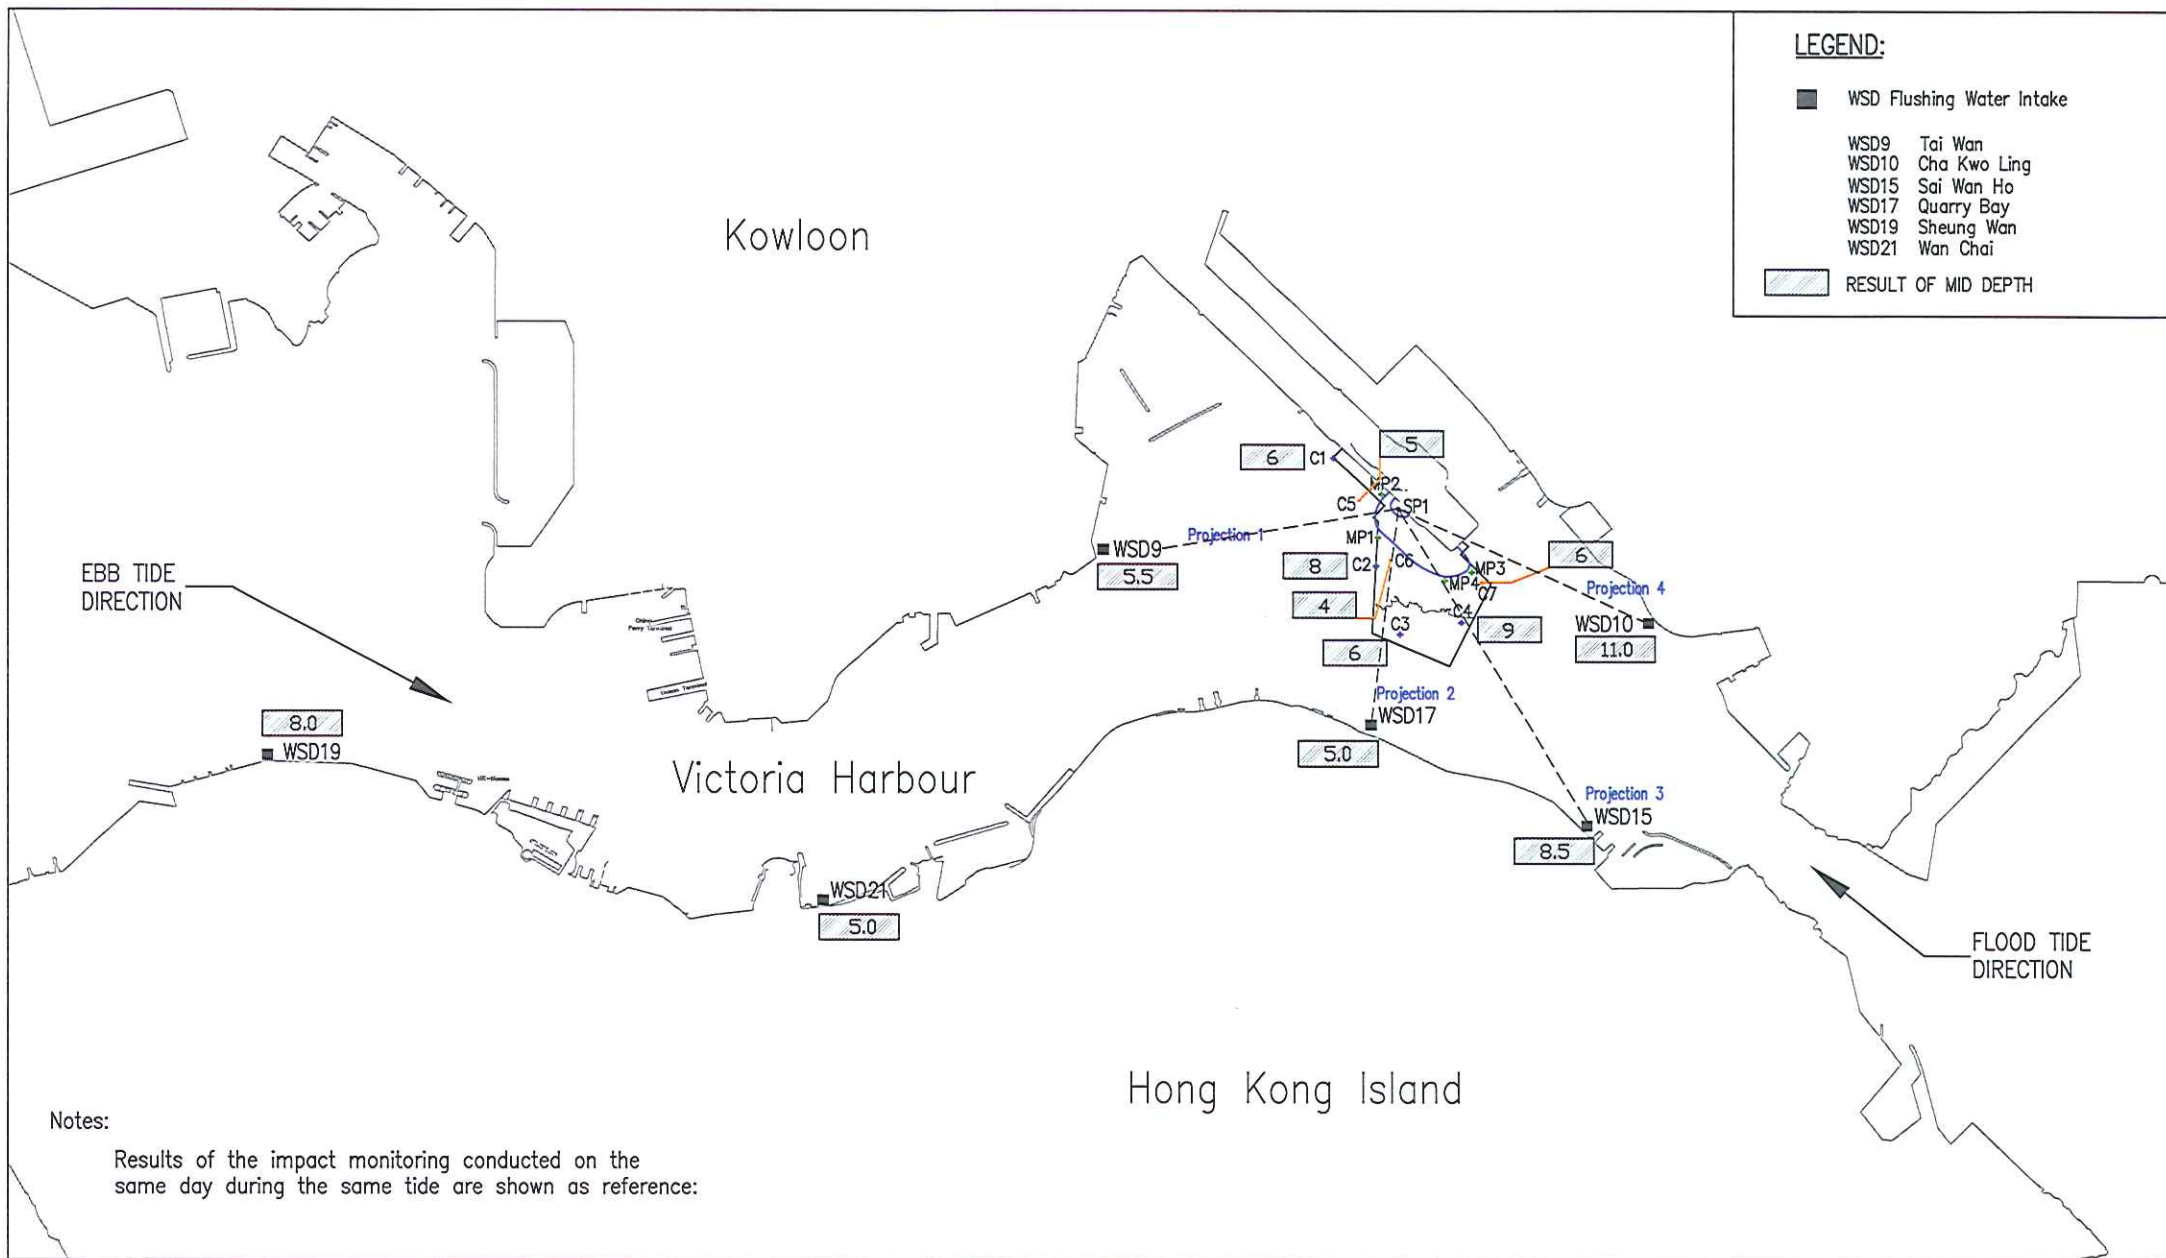 LEGEND:
WSD Flushing Water Intake
WSD9 Tai Wan
WSD10 Cha Kwo Ling
WSD15 Sai Wan Ho
WSD17 Quarry Bay
WSD19 Sheung Wan
WSD21 Wan Chai
RESULT OF MID DEPTH
Kowloon
5
6
C1
MP2
C5
SP1
Projection 1
MP1
WSD9
5.5
8
C2
C6
6
MP3
MP4
C7
Projection 4
EBB TIDE
DIRECTION
4
C4
C3
9
WSD10
11.0
China
Ferry Terminal
6
Ocean Terminal
Projection 2
WSD17
8.0
WSD19
5.0
Victoria Harbour
Projection 3
WSD15
8.5
WSD21
5.0
FLOOD TIDE
DIRECTION
Hong Kong Island
Notes:
Results of the impact monitoring conducted on the
same day during the same tide are shown as reference: